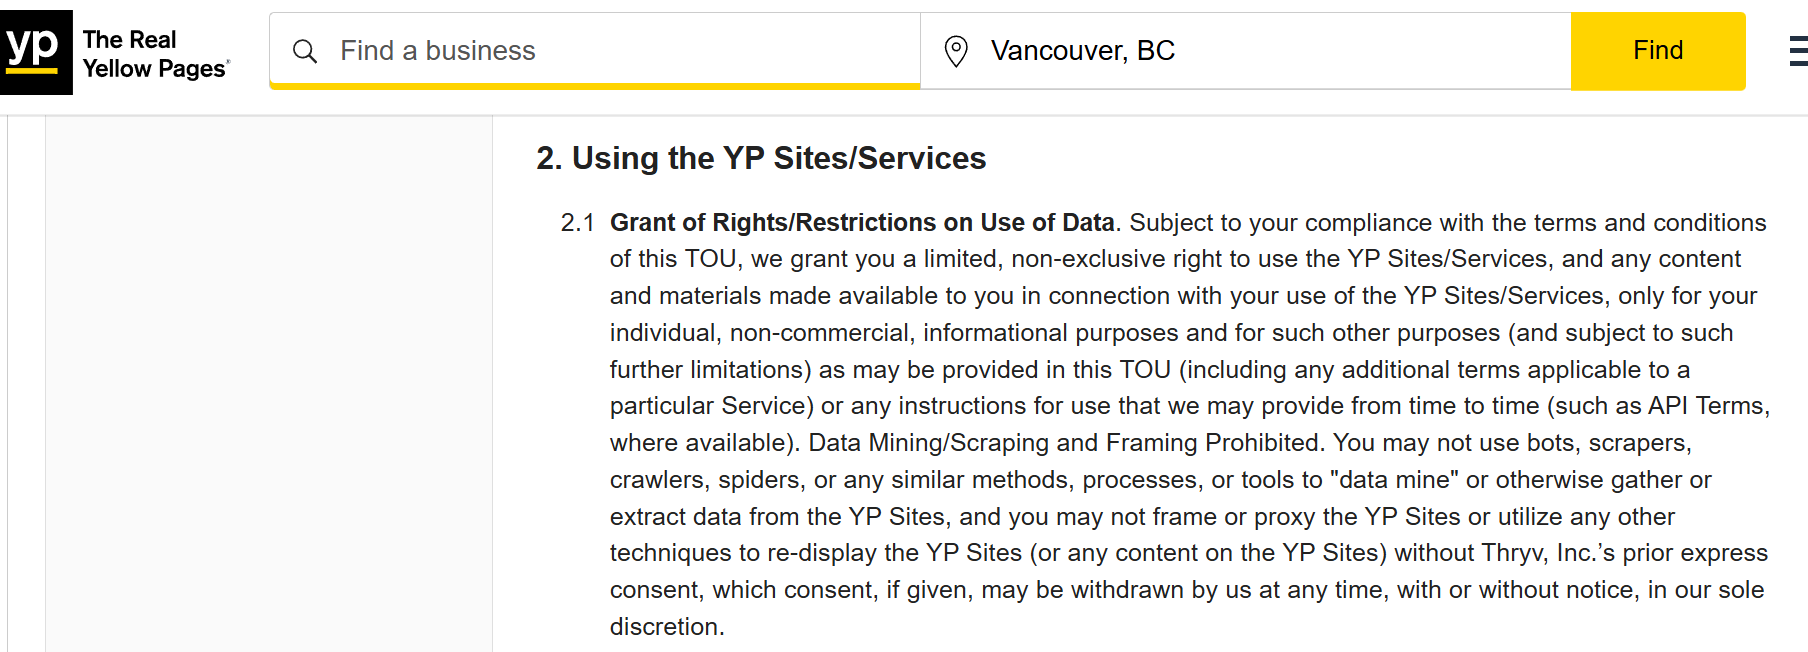 yp
The Real
Yellow Pages®
Find a business
Vancouver, BC
Find
2. Using the YP Sites/Services
2.1 Grant of Rights/Restrictions on Use of Data. Subject to your compliance with the terms and conditions
of this TOU, we grant you a limited, non-exclusive right to use the YP Sites/Services, and any content
and materials made available to you in connection with your use of the YP Sites/Services, only for your
individual, non-commercial, informational purposes and for such other purposes (and subject to such
further limitations) as may be provided in this TOU (including any additional terms applicable to a
particular Service) or any instructions for use that we may provide from time to time (such as API Terms,
where available). Data Mining/Scraping and Framing Prohibited. You may not use bots, scrapers,
crawlers, spiders, or any similar methods, processes, or tools to "data mine" or otherwise gather or
extract data from the YP Sites, and you may not frame or proxy the YP Sites or utilize any other
techniques to re-display the YP Sites (or any content on the YP Sites) without Thryv, Inc.’s prior express
consent, which consent, if given, may be withdrawn by us at any time, with or without notice, in our sole
discretion.